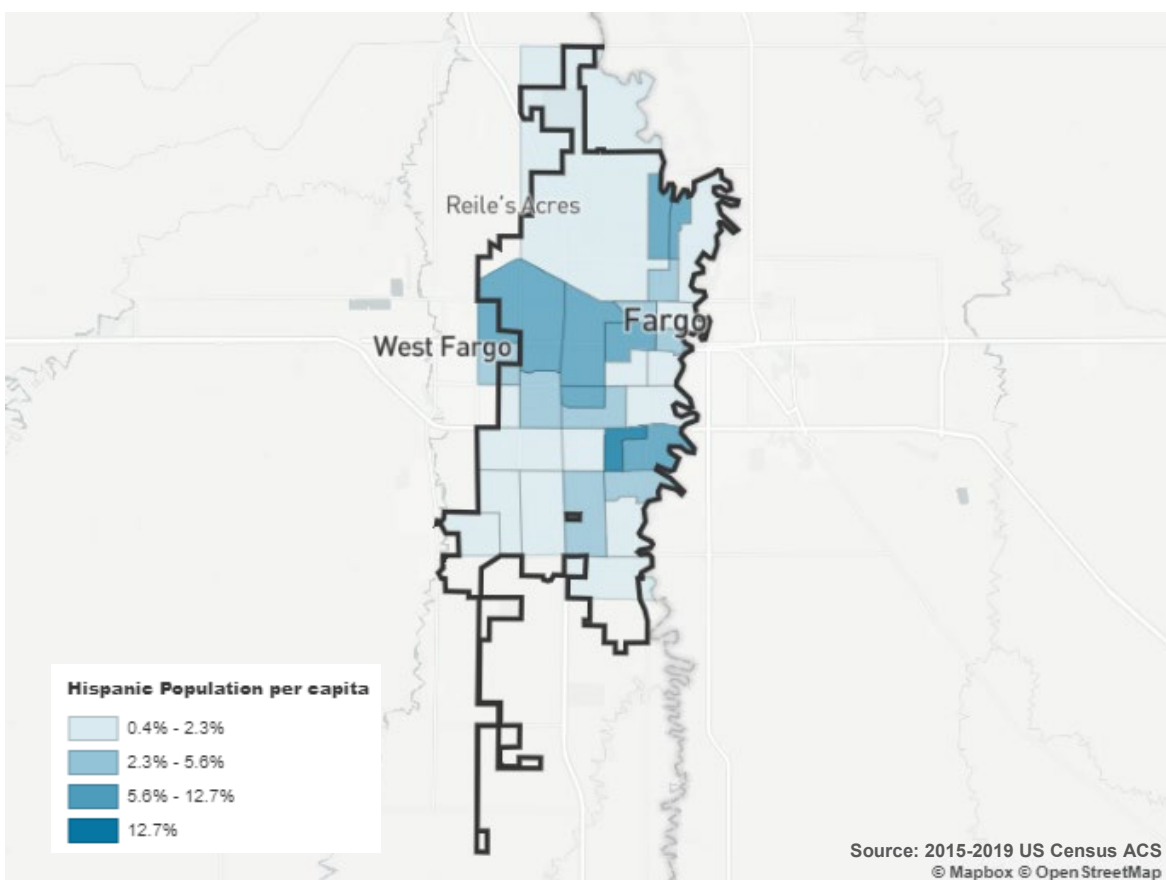 Reile's Acres
Fargo
West Fargo
Hispanic Population per capita
0.4% - 2.3%
2.3% - 5.6%
5.6% - 12.7%
12.7%
Source: 2015-2019 US Census ACS
© Mapbox © OpenStreetMap